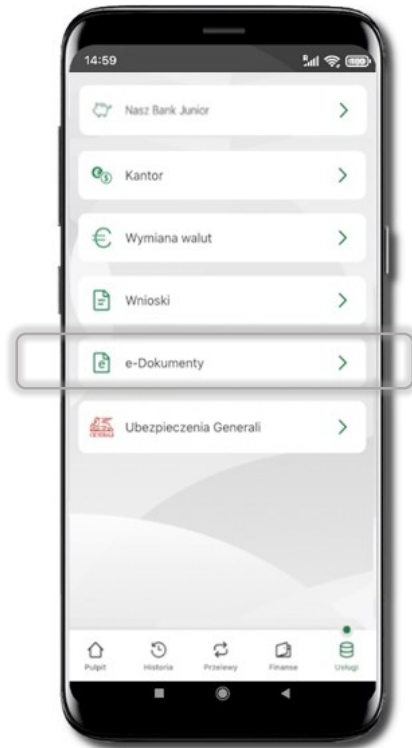 14:59
Nasz Bank Junior
Kantor
Wymiana walut
Wnioski
e-Dokumenty
Ubezpieczenia Generali
Pulpit Historia Przelewy Finanse Usługi